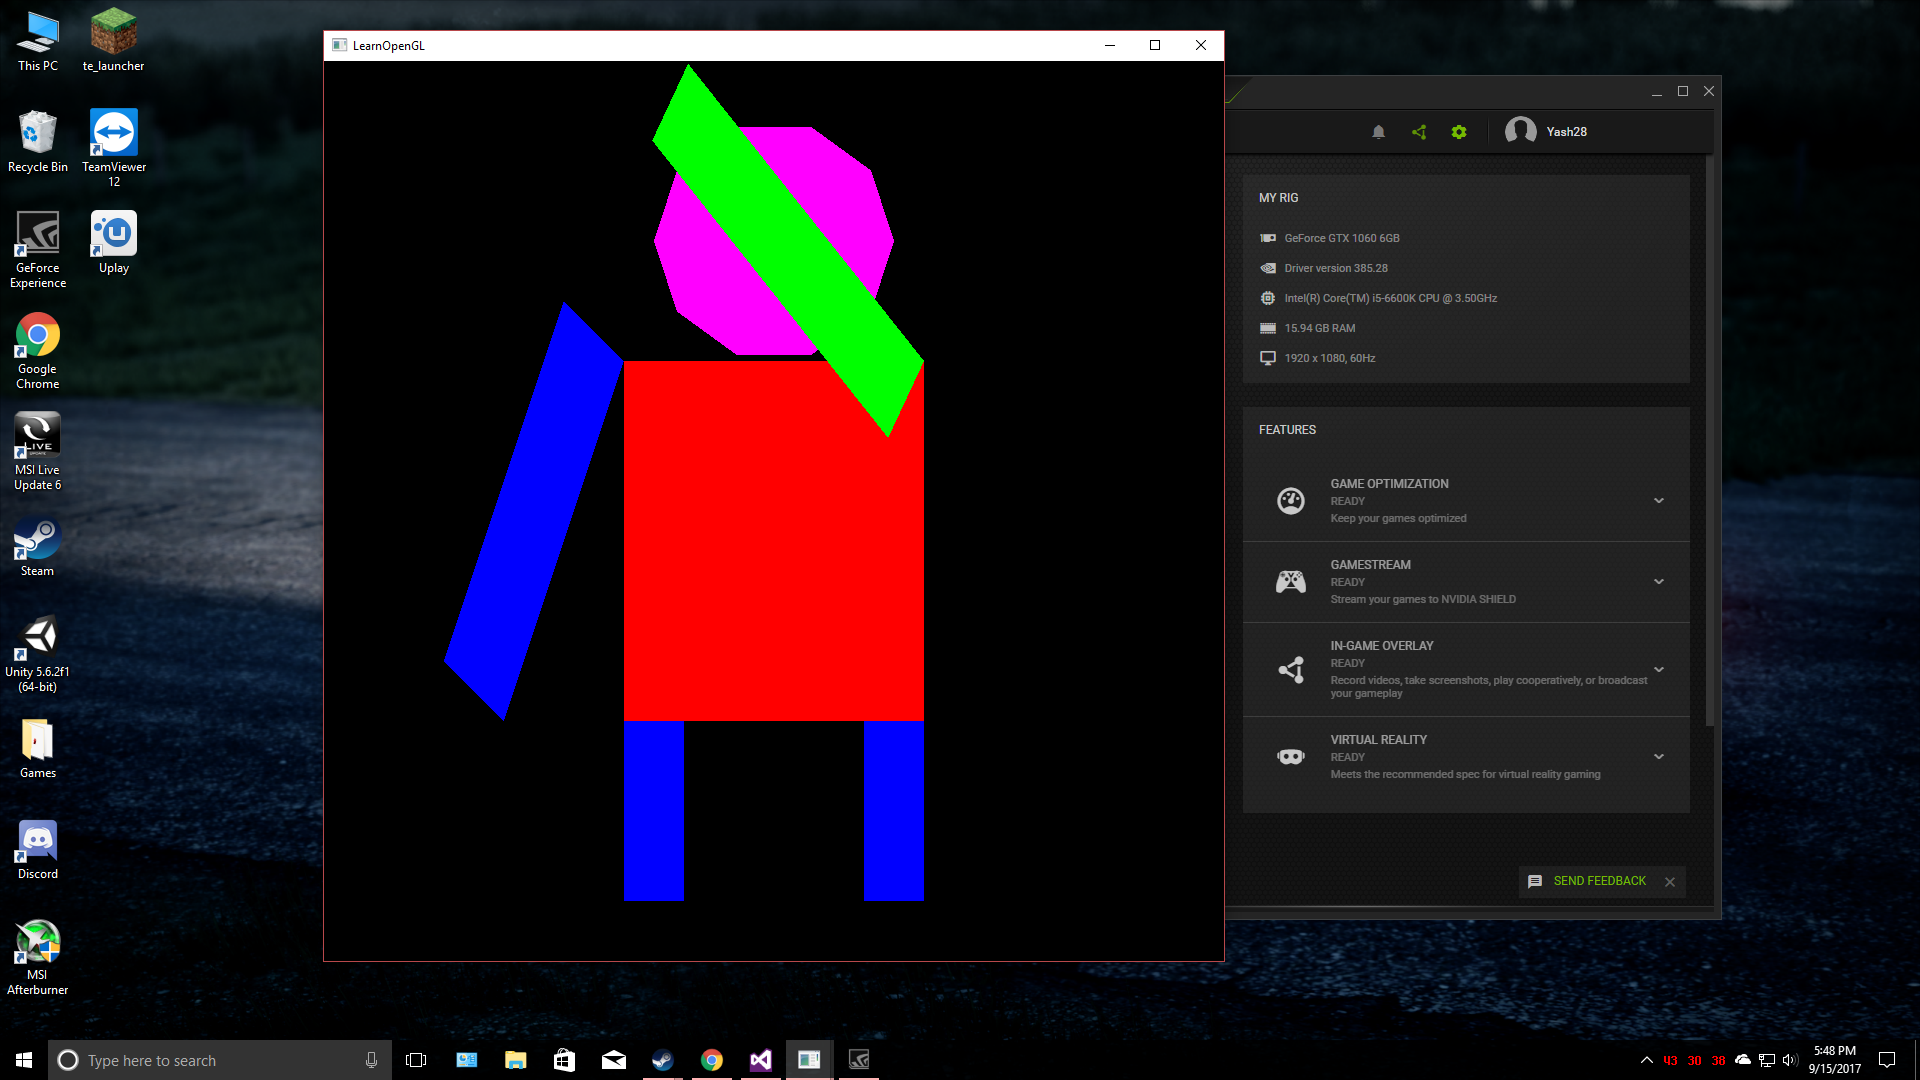 This PC
te_launcher
Recycle Bin
TeamViewer
12
GeForce
Experience
Uplay
Google
Chrome
LIVE
UPDATE
MSI Live
Update 6
Steam
Unity 5.6.2f1
(64-bit)
Games
Discord
MSI
Afterburner
LearnOpenGL
Yash28
MY RIG
GeForce GTX 1060 6GB
Driver version 385.28
Intel(R) Core(TM) i5-6600K CPU @ 3.50GHz
15.94 GB RAM
1920 x 1080, 60Hz
FEATURES
GAME OPTIMIZATION
READY
Keep your games optimized
GAMESTREAM
READY
Stream your games to NVIDIA SHIELD
IN-GAME OVERLAY
READY
Record videos, take screenshots, play cooperatively, or broadcast
your gameplay
VIRTUAL REALITY
READY
Meets the recommended spec for virtual reality gaming
SEND FEEDBACK
Type here to search
43 30 38
5:48 PM
9/15/2017